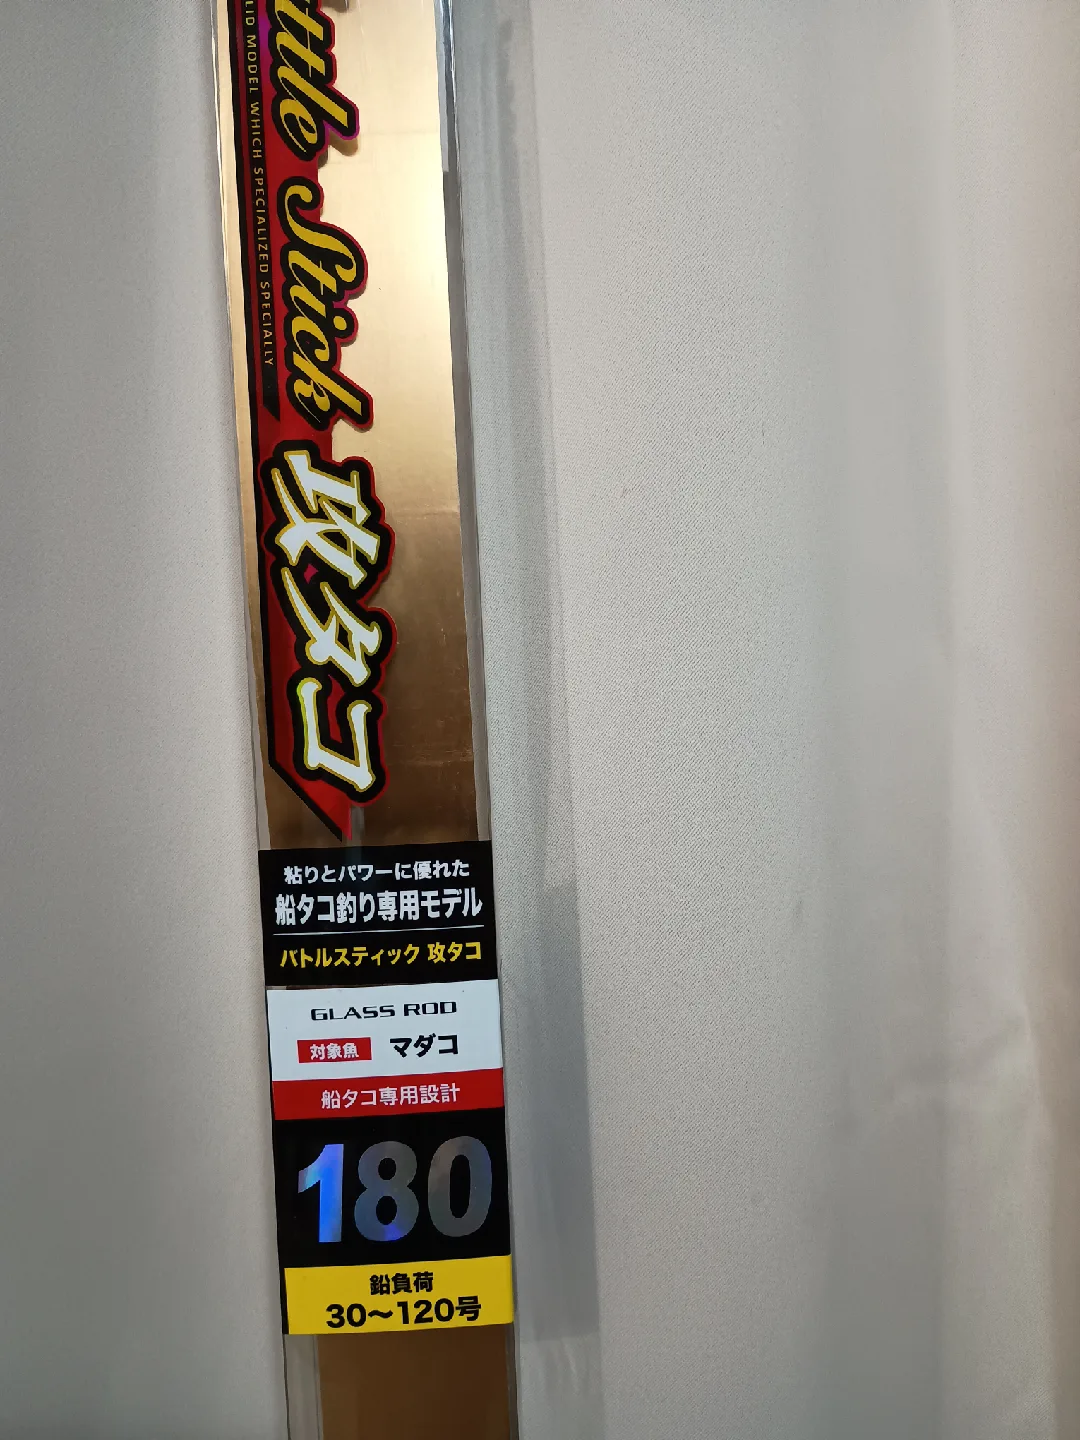 Stick
MODEL WHICH SPECIALIZED SPECIALLY
攻タコ
粘りとパワーに優れた
船タコ釣り専用モデル
バトルスティック 攻タコ
GLASS ROD
対象魚 マダコ
船タコ専用設計
180
鉛負荷
30〜120号